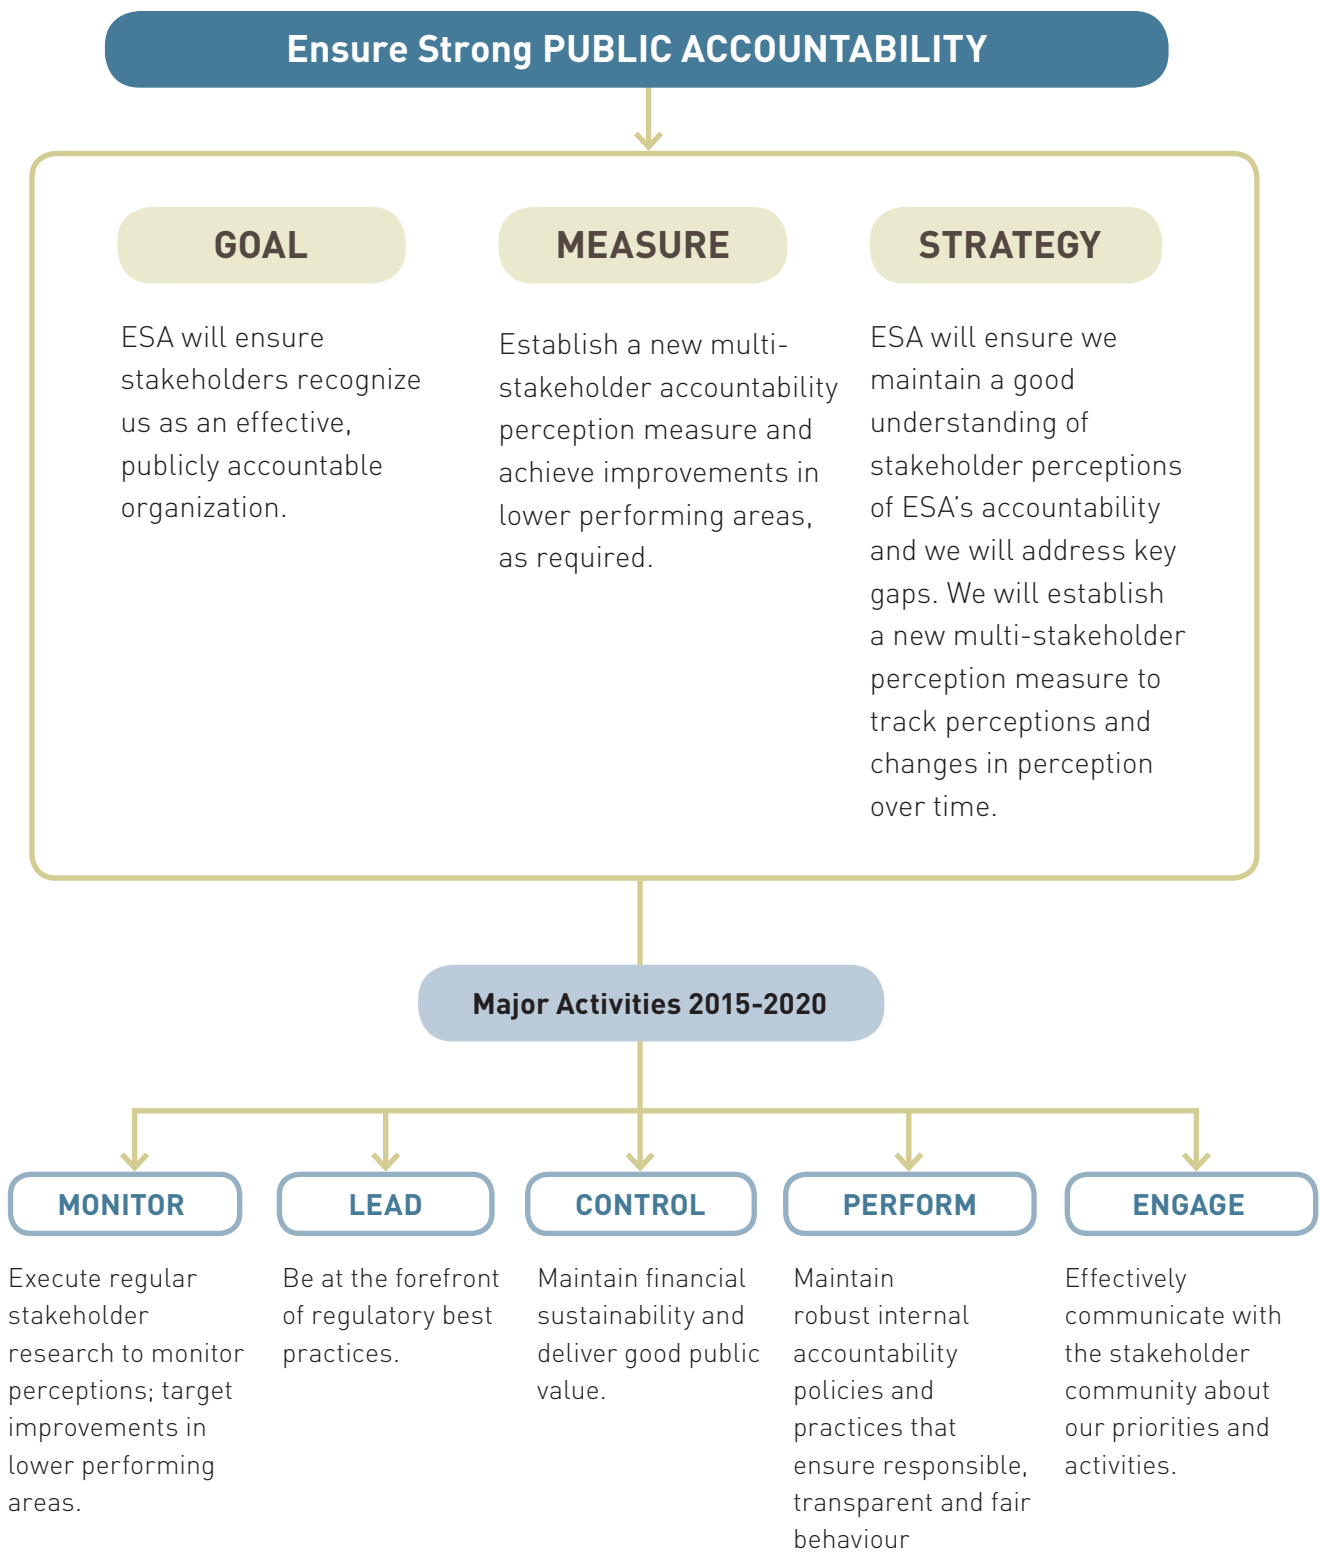 Ensure Strong PUBLIC ACCOUNTABILITY
GOAL
ESA will ensure
stakeholders recognize
us as an effective,
publicly accountable
organization.
MEASURE
Establish a new multi-
stakeholder accountability
perception measure and
achieve improvements in
lower performing areas,
as required.
STRATEGY
ESA will ensure we
maintain a good
understanding of
stakeholder perceptions
of ESA’s accountability
and we will address key
gaps. We will establish
a new multi-stakeholder
perception measure to
track perceptions and
changes in perception
over time.
Major Activities 2015-2020
MONITOR
Execute regular
stakeholder
research to monitor
perceptions; target
improvements in
lower performing
areas.
LEAD
Be at the forefront
of regulatory best
practices.
CONTROL
Maintain financial
sustainability and
deliver good public
value.
PERFORM
Maintain
robust internal
accountability
policies and
practices that
ensure responsible,
transparent and fair
behaviour
ENGAGE
Effectively
communicate with
the stakeholder
community about
our priorities and
activities.